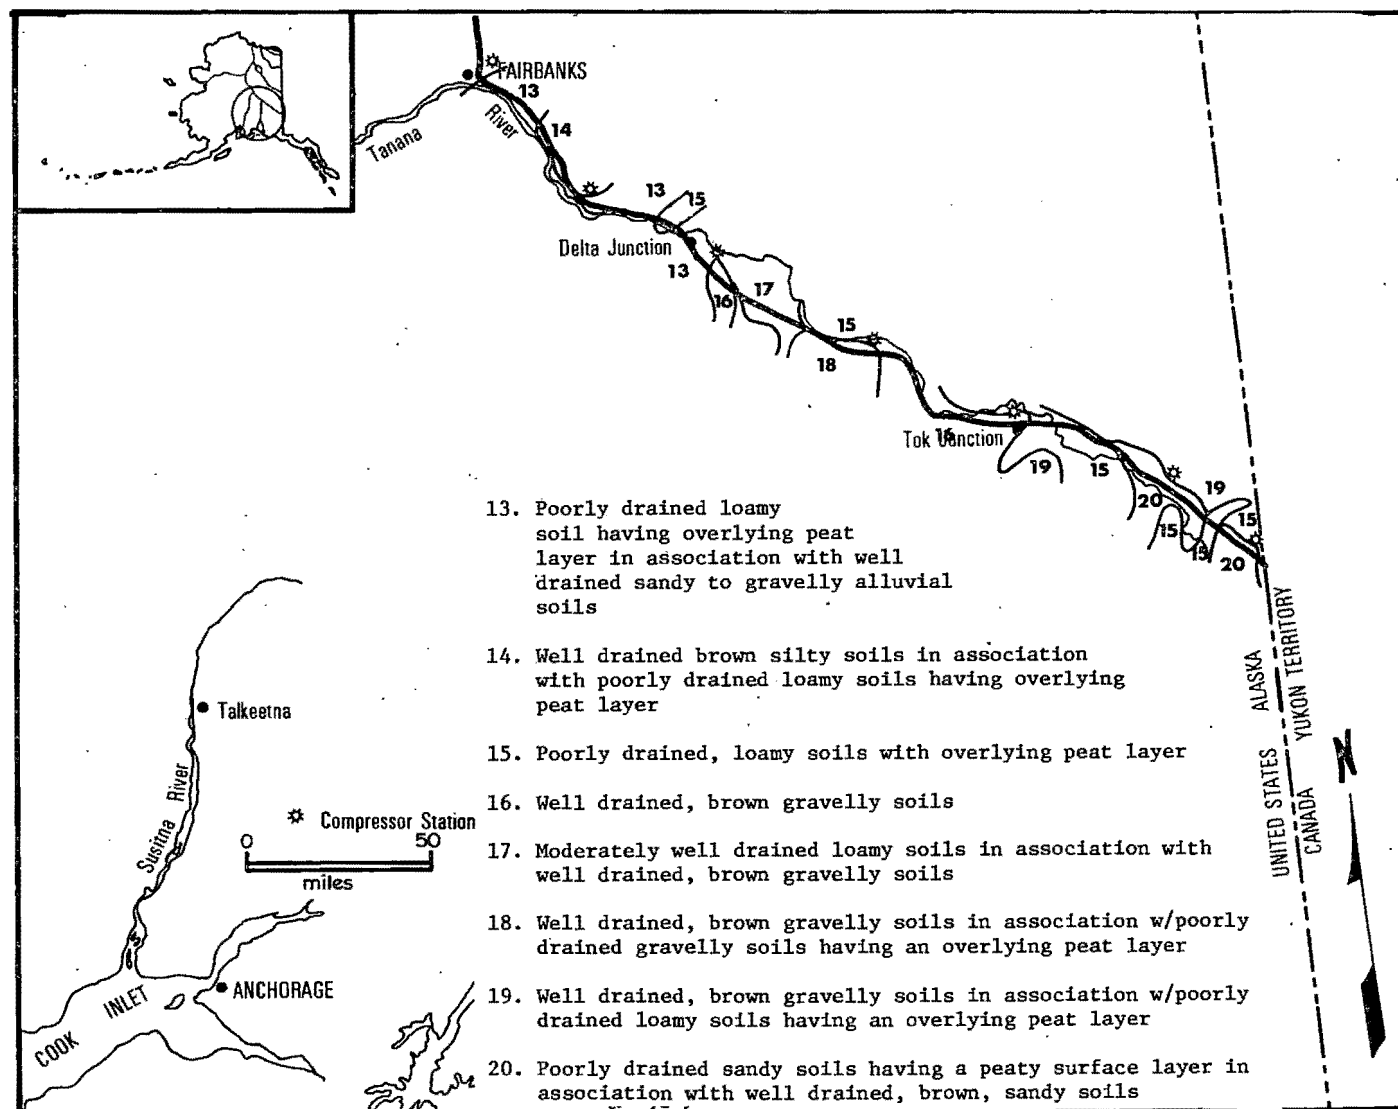 FAIRBANKS
13
River
14
Tanana
13
15
Delta Junction
13
16
17
15
18
Tok Junction
16
19
15
20
19
15
15
15
20
13. Poorly drained loamy
soil having overlying peat
layer in association with well
drained sandy to gravelly alluvial
soils
14. Well drained brown silty soils in association
with poorly drained loamy soils having overlying
peat layer
15. Poorly drained, loamy soils with overlying peat layer
16. Well drained, brown gravelly soils
17. Moderately well drained loamy soils in association with
well drained, brown gravelly soils
18. Well drained, brown gravelly soils in association w/poorly
drained gravelly soils having an overlying peat layer
19. Well drained, brown gravelly soils in association w/poorly
drained loamy soils having an overlying peat layer
20. Poorly drained sandy soils having a peaty surface layer in
association with well drained, brown, sandy soils
Talkeetna
Susitna River
Compressor Station
0 50
miles
ANCHORAGE
COOK INLET
UNITED STATES ALASKA
CANADA YUKON TERRITORY
N